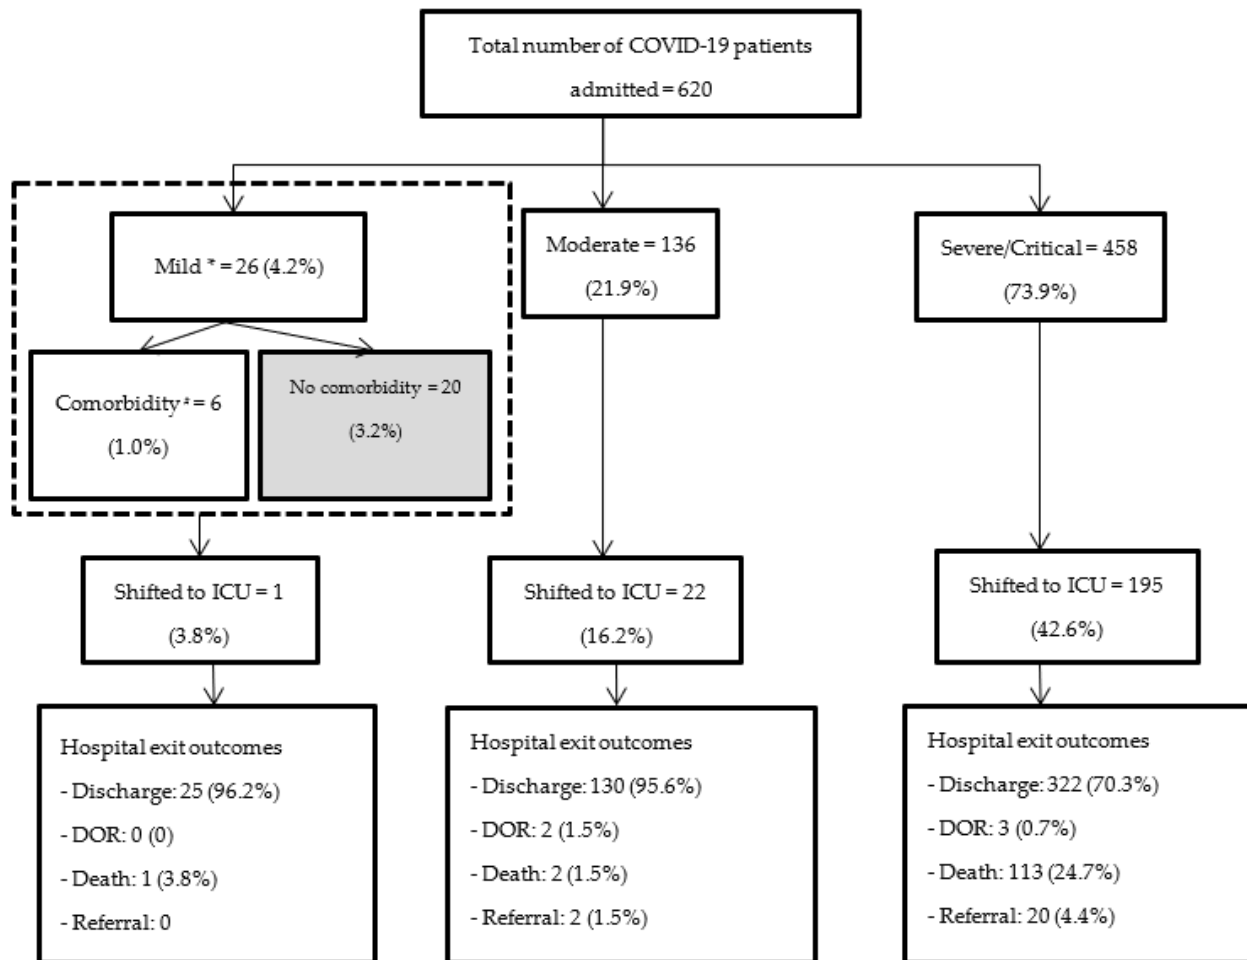 Total number of COVID-19 patients
admitted = 620
Mild * = 26 (4.2%)
Moderate = 136
(21.9%)
Severe/Critical = 458
(73.9%)
Comorbidity # = 6
(1.0%)
No comorbidity = 20
(3.2%)
Shifted to ICU = 1
(3.8%)
Shifted to ICU = 22
(16.2%)
Shifted to ICU = 195
(42.6%)
Hospital exit outcomes
- Discharge: 25 (96.2%)
- DOR: 0 (0)
- Death: 1 (3.8%)
- Referral: 0
Hospital exit outcomes
- Discharge: 130 (95.6%)
- DOR: 2 (1.5%)
- Death: 2 (1.5%)
- Referral: 2 (1.5%)
Hospital exit outcomes
- Discharge: 322 (70.3%)
- DOR: 3 (0.7%)
- Death: 113 (24.7%)
- Referral: 20 (4.4%)